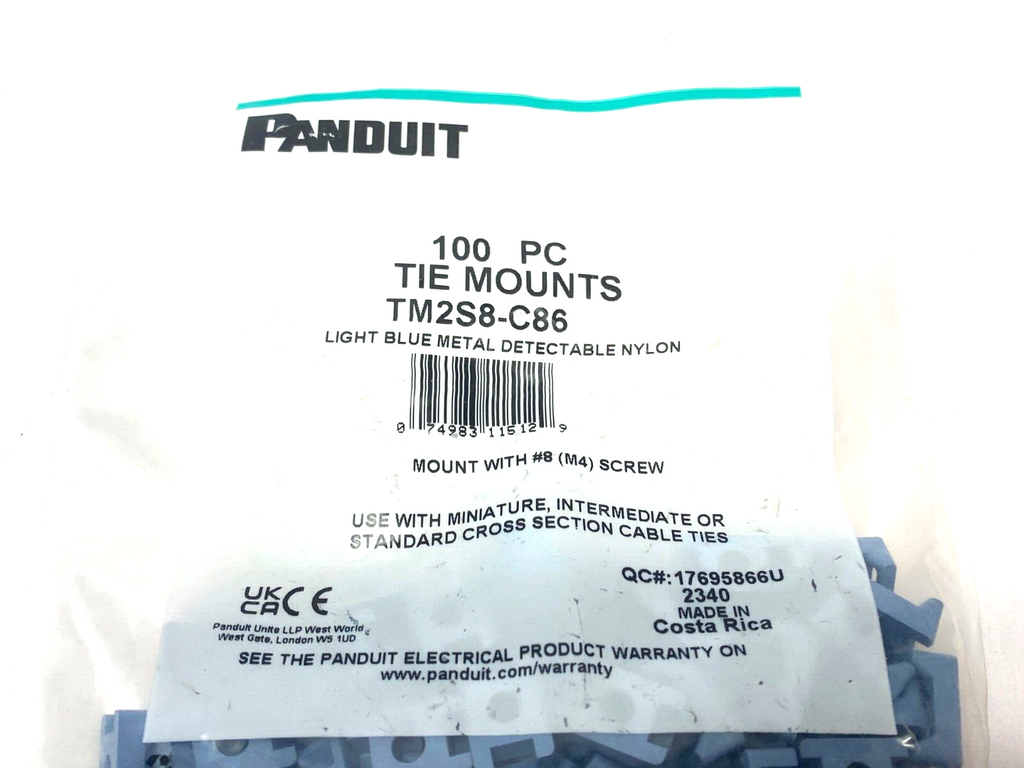 PANDUIT
100 PC
TIE MOUNTS
TM2S8-C86
LIGHT BLUE METAL DETECTABLE NYLON
0 74983 11512 9
MOUNT WITH #8 (M4) SCREW
USE WITH MINIATURE, INTERMEDIATE OR
STANDARD CROSS SECTION CABLE TIES
QC#:17695866U
2340
MADE IN
Costa Rica
UK
CA CE
Panduit Unite LLP West World
West Gate, London W5 1UD
SEE THE PANDUIT ELECTRICAL PRODUCT WARRANTY ON
www.panduit.com/warranty